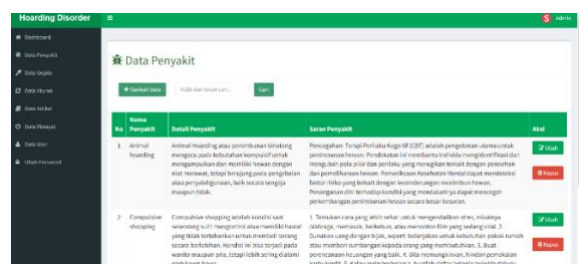 Hoarding Disorder
Admin
Dashboard
Data Penyakit
Data Gejala
Data Aturan
Data Artikel
Data Riwayat
Data User
Ubah Password
Data Penyakit
Tambah Data
Cari
No Nama Penyakit Detail Penyakit Saran Penyakit Aksi
1 Animal hoarding
Animal Hoarding atau penimbunan binatang
mengacu pada kebutuhan kompulsif untuk
mengumpulkan dan memiliki hewan dengan
niat merawat, tetapi berujung pada pengabaian
atau penyalahgunaan, baik secara sengaja
maupun tidak.
Pencegahan: Terapi Perilaku Kognitif (CBT) adalah pengobatan utama untuk
penimbunan hewan. Pendekatan ini membantu individu mengidentifikasi dan
mengubah pola pikir dan perilaku yang merugikan terkait dengan perolehan
dan pemeliharaan hewan. Pemeriksaan Kesehatan Mental dapat mendeteksi
faktor risiko yang terkait dengan kecenderungan menimbun hewan.
Penanganan dini terhadap kondisi yang mendasarinya dapat mencegah
perkembangan penimbunan hewan secara besar-besaran.
Ubah
Hapus
2 Compulsive shopping
Compulsive shopping adalah kondisi saat
seseorang sulit mengontrol atau memiliki hasrat
yang tidak tertahankan untuk membeli barang
secara berlebihan. Kondisi ini bisa terjadi pada
wanita maupun pria, tetapi lebih sering dialami
1. Temukan cara yang lebih sehat untuk mengendalikan stres, misalnya
olahraga, memasak, berkebun, atau menonton film yang sedang viral. 2.
Gunakan uang dengan bijak, seperti belanjakan untuk kebutuhan pokok rumah
atau memberi sumbangan kepada orang yang membutuhkan. 3. Buat
perencanaan keuangan yang baik. 4. Bila memungkinkan, hindari pemakaian
Ubah
Hapus